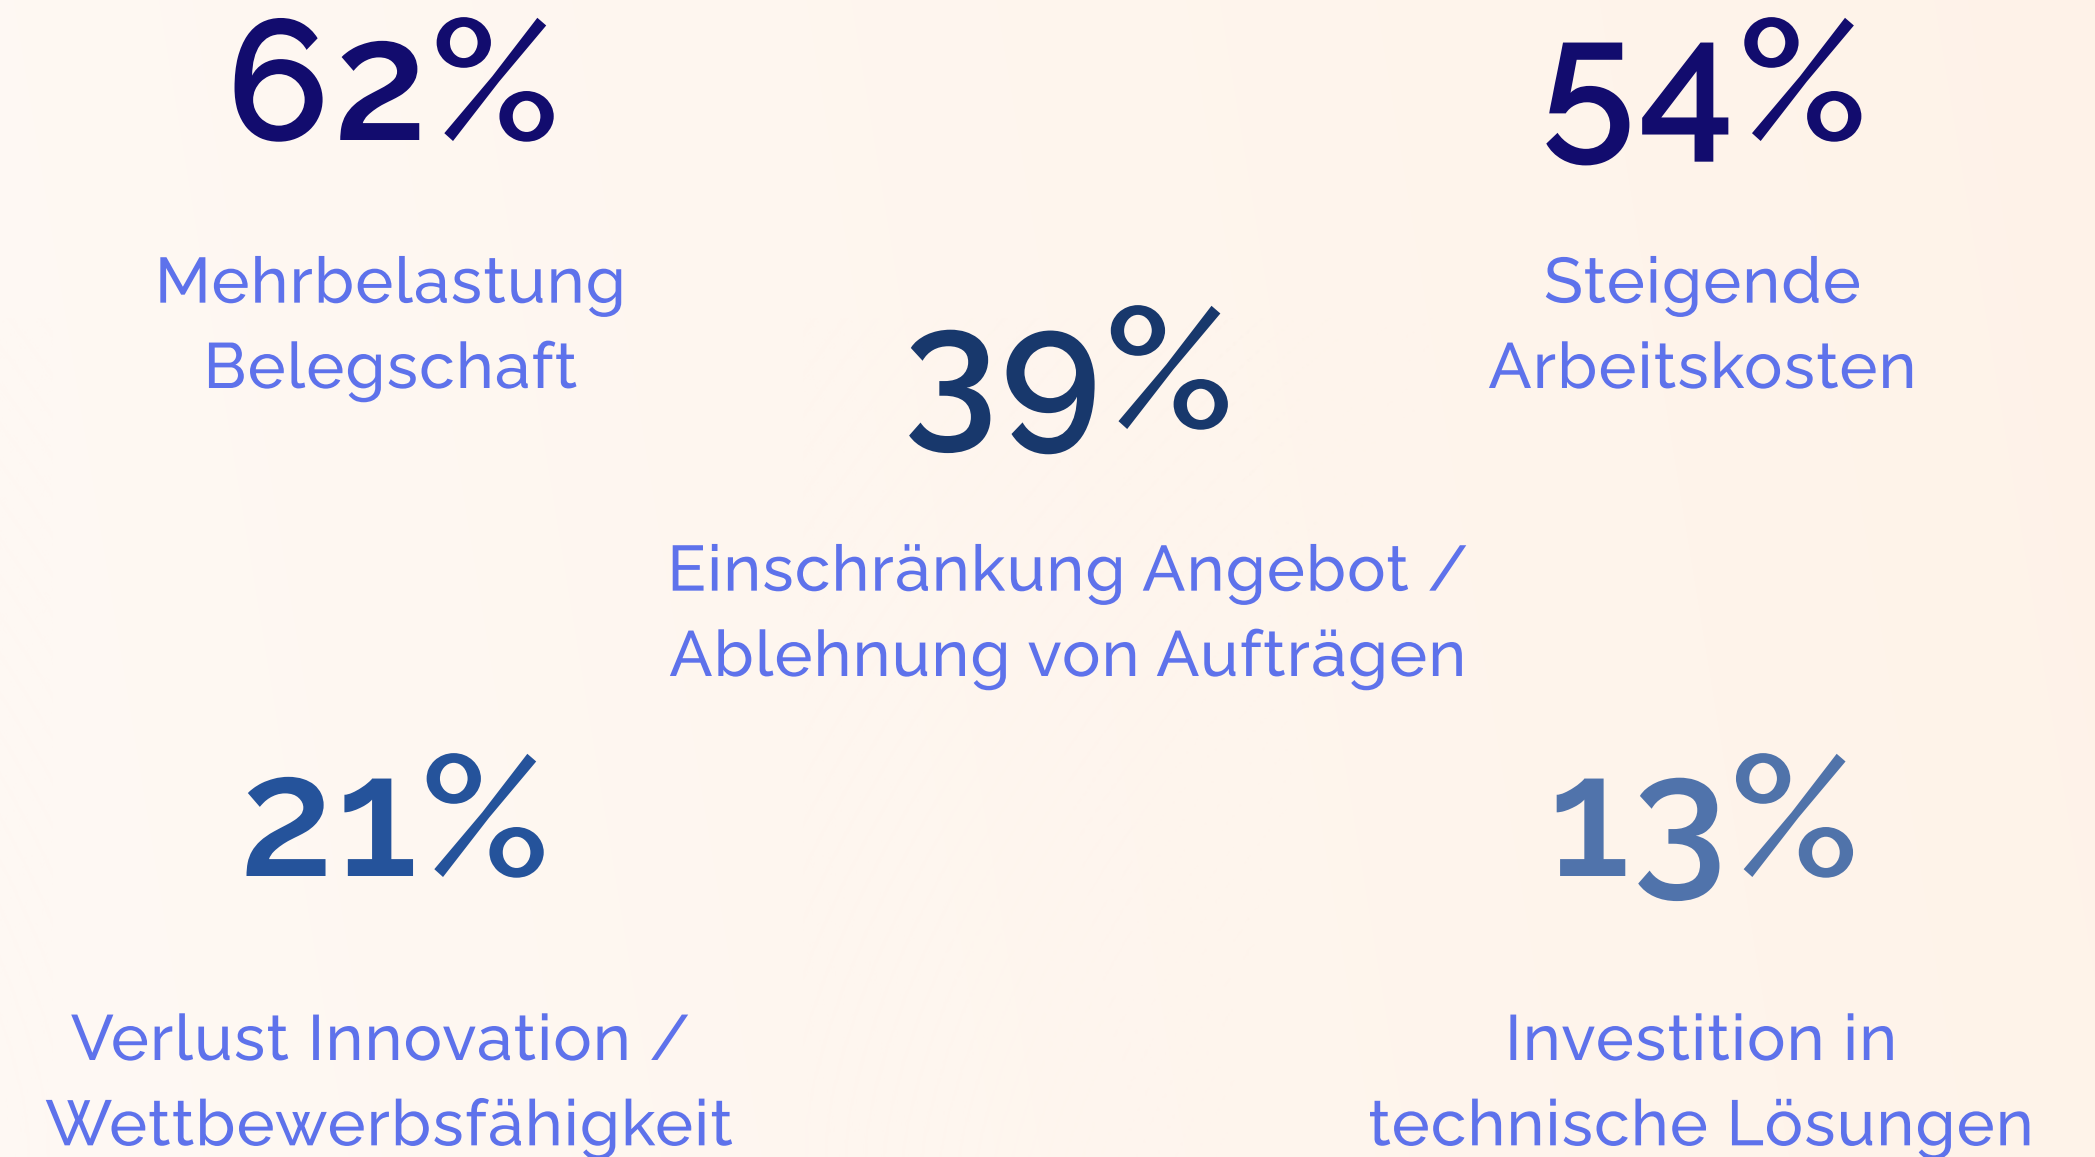 62%
Mehrbelastung
Belegschaft
54%
Steigende
Arbeitskosten
39%
Einschränkung Angebot /
Ablehnung von Aufträgen
21%
Verlust Innovation /
Wettbewerbsfähigkeit
13%
Investition in
technische Lösungen